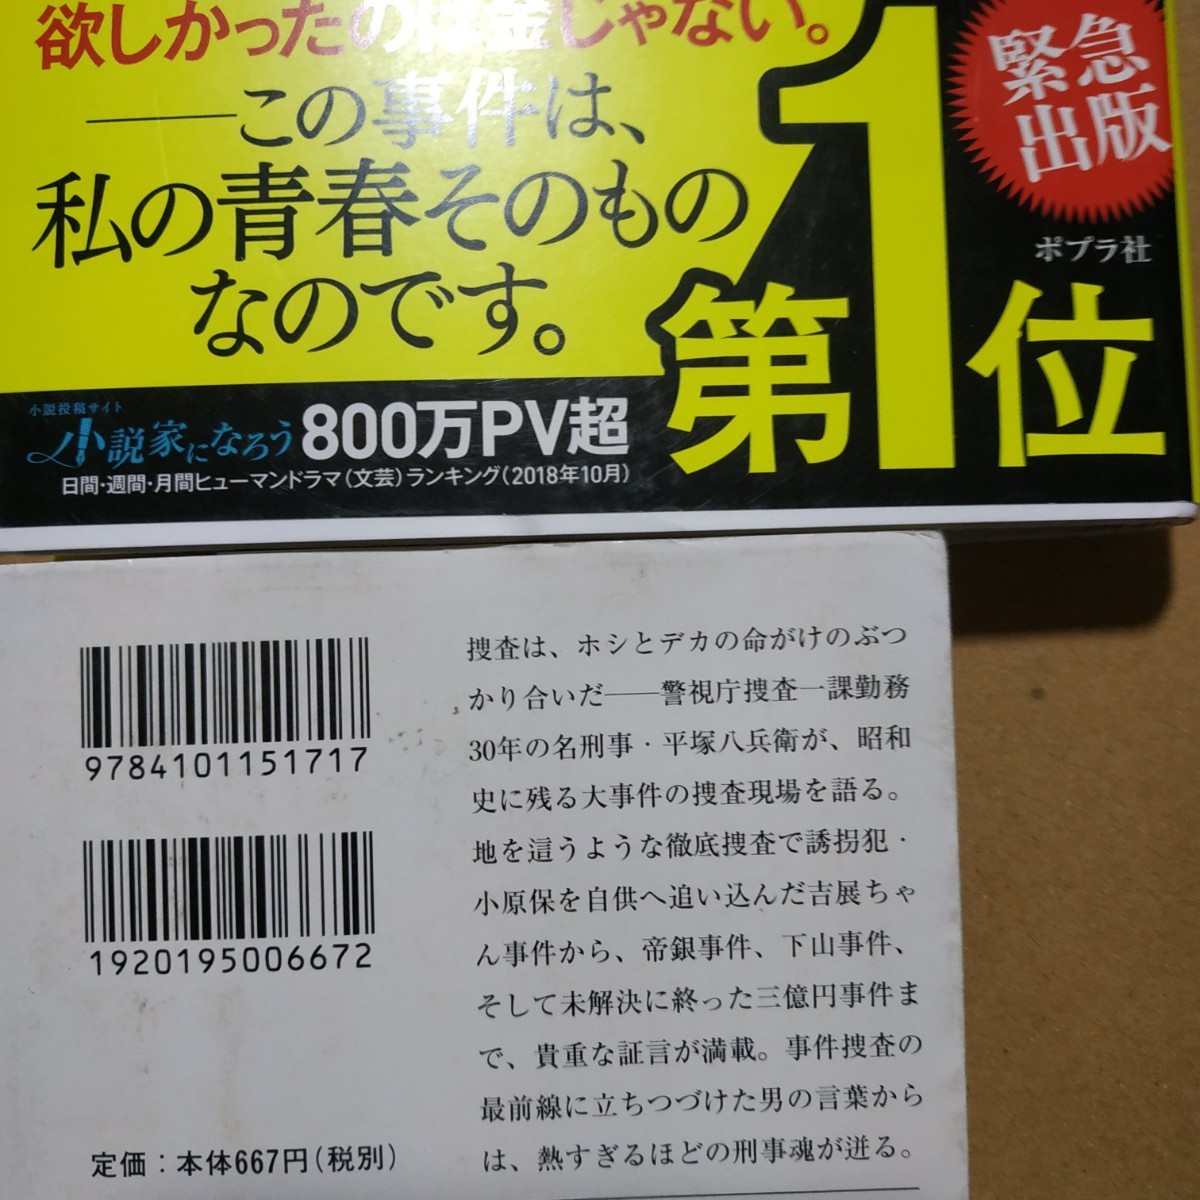 欲しかったのは金じゃない。
——この事件は、
私の青春そのもの
なのです。
緊急
出版
ポプラ社
第1位
小説投稿サイト
小説家になろう 800万PV超
日間・週間・月間ヒューマンドラマ（文芸）ランキング（2018年10月）
9784101151717
1920195006672
定価：本体667円（税別）
捜査は、ホシとデカの命がけのぶつ
かり合いだ——警視庁捜査一課勤務
30年の名刑事・平塚八兵衛が、昭和
史に残る大事件の捜査現場を語る。
地を這うような徹底捜査で誘拐犯・
小原保を自供へ追い込んだ吉展ちゃ
ん事件から、帝銀事件、下山事件、
そして未解決に終った三億円事件ま
で、貴重な証言が満載。事件捜査の
最前線に立ちつづけた男の言葉から
は、熱すぎるほどの刑事魂が迸る。